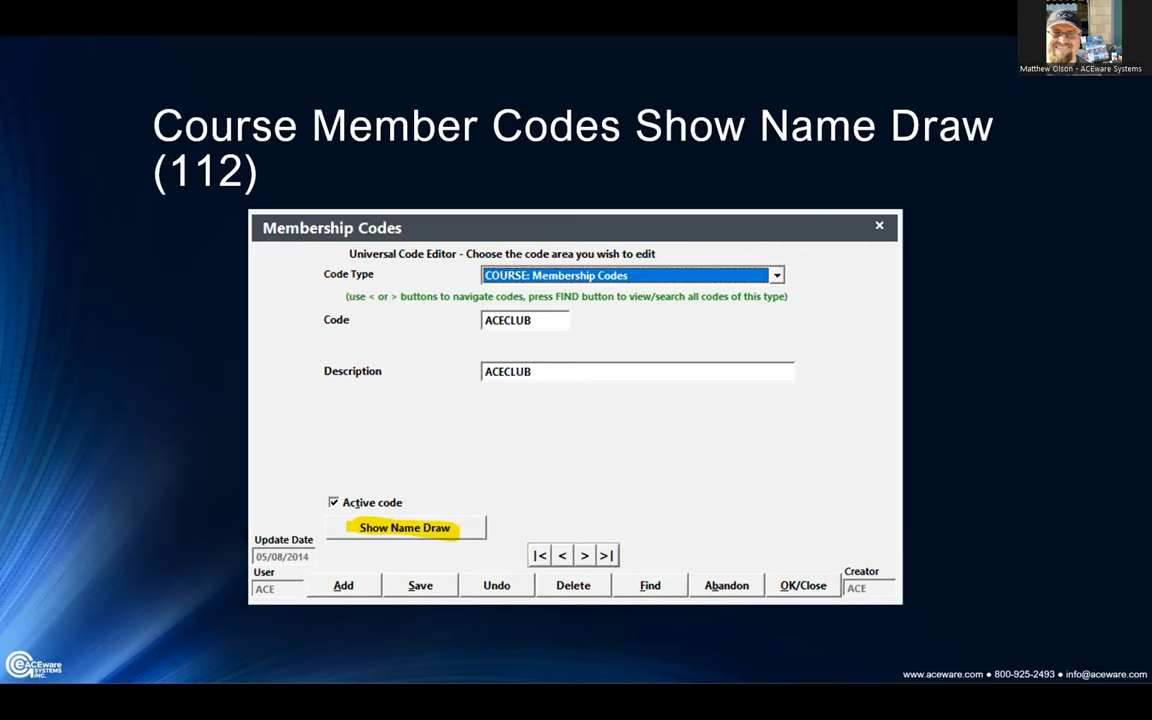 Matthew Olson - ACEware Systems
Course Member Codes Show Name Draw
(112)
Membership Codes
Universal Code Editor - Choose the code area you wish to edit
Code Type
COURSE: Membership Codes
(use < or > buttons to navigate codes, press FIND button to view/search all codes of this type)
Code
ACECLUB
Description
ACECLUB
Active code
Show Name Draw
Update Date
05/08/2014
|< < > >|
User
ACE
Add Save Undo Delete Find Abandon OK/Close
Creator
ACE
ACEware
SYSTEMS
INC.
www.aceware.com ● 800-925-2493 ● info@aceware.com